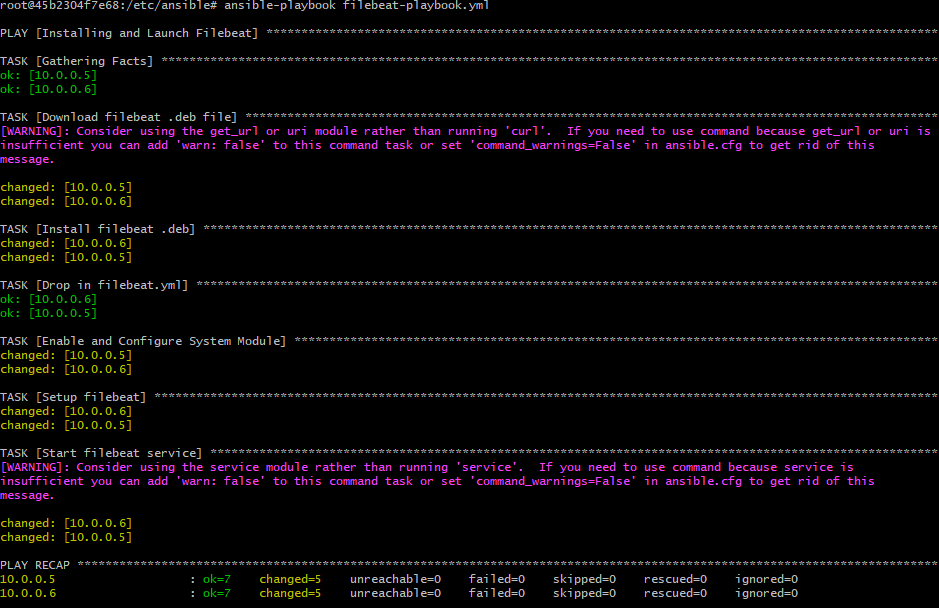 root@45b2304f7e68:/etc/ansible# ansible-playbook filebeat-playbook.yml
PLAY [Installing and Launch Filebeat] ************************************************************************************************
TASK [Gathering Facts] ***************************************************************************************************************
ok: [10.0.0.5]
ok: [10.0.0.6]
TASK [Download filebeat .deb file] ***************************************************************************************************
[WARNING]: Consider using the get_url or uri module rather than running 'curl'.  If you need to use command because get_url or uri is
insufficient you can add 'warn: false' to this command task or set 'command_warnings=False' in ansible.cfg to get rid of this
message.
changed: [10.0.0.5]
changed: [10.0.0.6]
TASK [Install filebeat .deb] *********************************************************************************************************
changed: [10.0.0.6]
changed: [10.0.0.5]
TASK [Drop in filebeat.yml] **********************************************************************************************************
ok: [10.0.0.6]
ok: [10.0.0.5]
TASK [Enable and Configure System Module] ********************************************************************************************
changed: [10.0.0.5]
changed: [10.0.0.6]
TASK [Setup filebeat] ****************************************************************************************************************
changed: [10.0.0.6]
changed: [10.0.0.5]
TASK [Start filebeat service] ********************************************************************************************************
[WARNING]: Consider using the service module rather than running 'service'.  If you need to use command because service is
insufficient you can add 'warn: false' to this command task or set 'command_warnings=False' in ansible.cfg to get rid of this
message.
changed: [10.0.0.6]
changed: [10.0.0.5]
PLAY RECAP ***************************************************************************************************************************
10.0.0.5                   : ok=7    changed=5    unreachable=0    failed=0    skipped=0    rescued=0    ignored=0
10.0.0.6                   : ok=7    changed=5    unreachable=0    failed=0    skipped=0    rescued=0    ignored=0